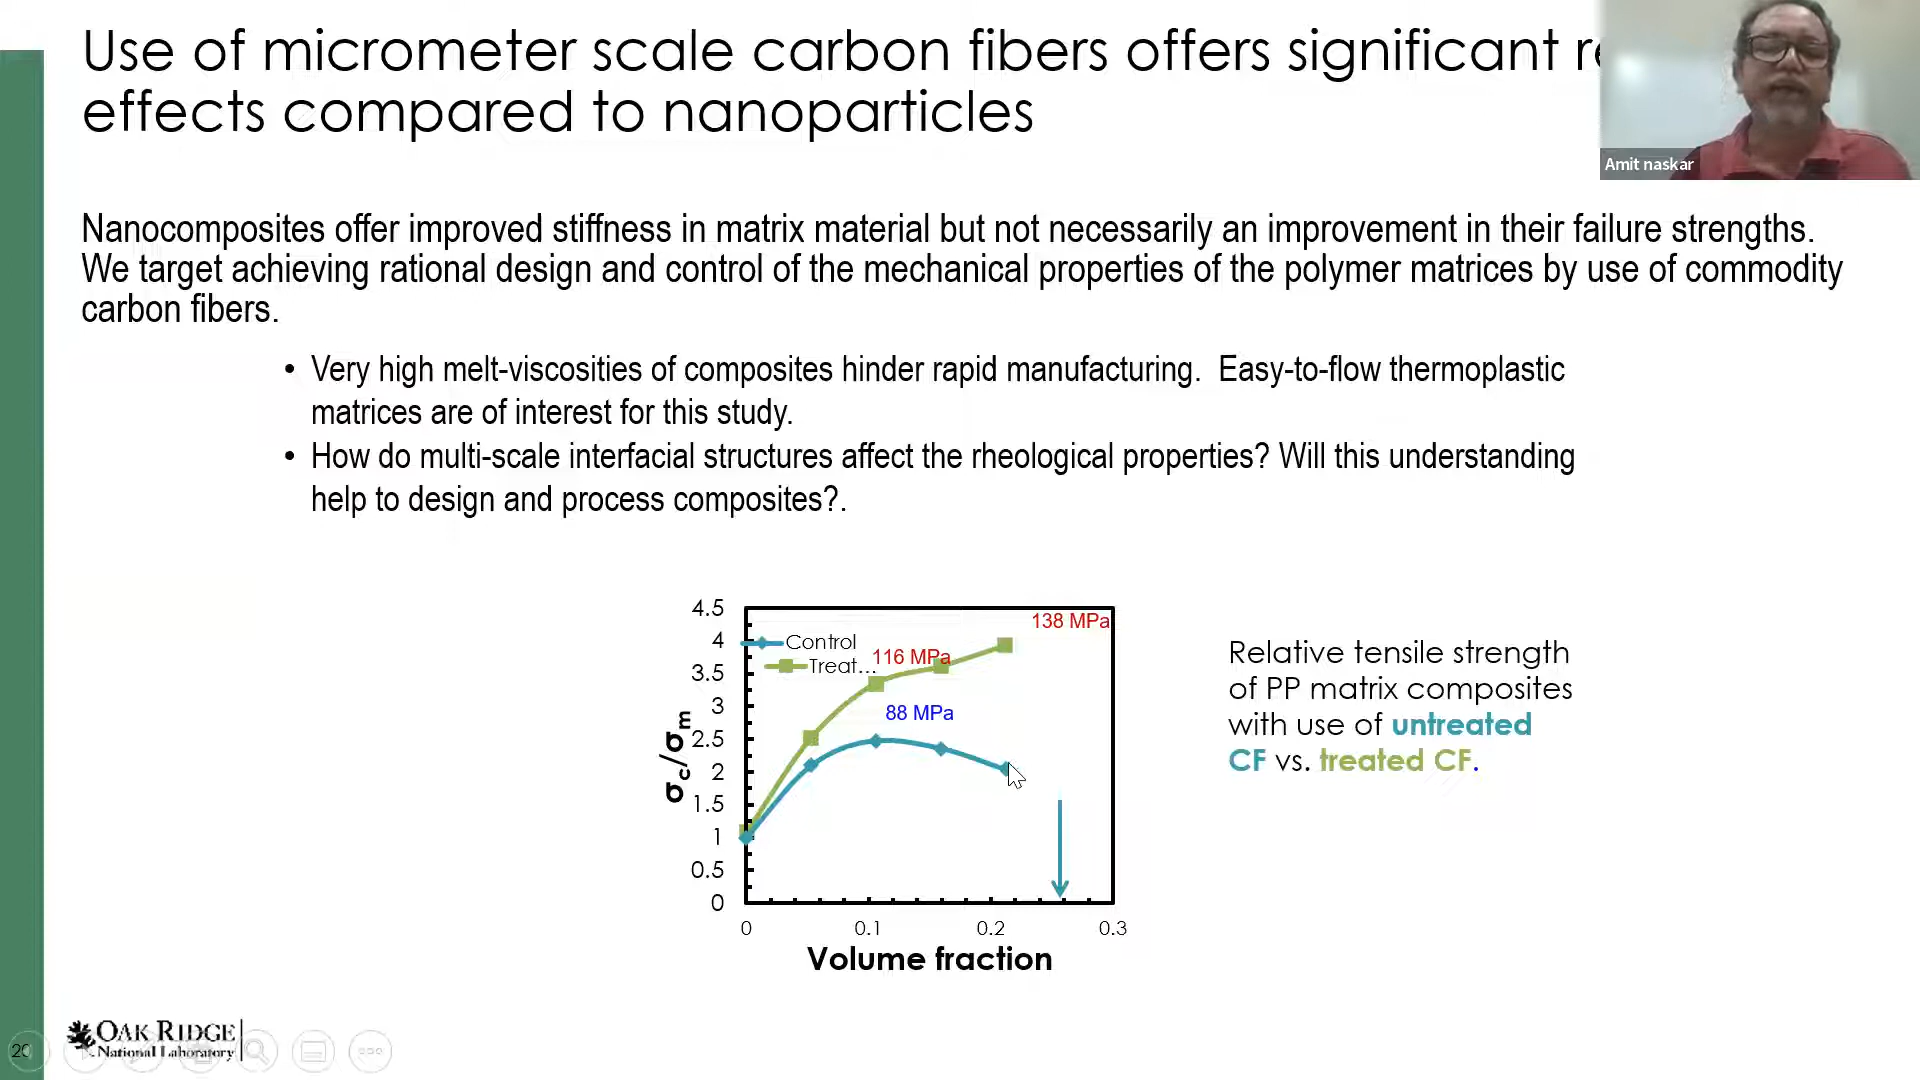 Use of micrometer scale carbon fibers offers significant
effects compared to nanoparticles
Amit naskar
Nanocomposites offer improved stiffness in matrix material but not necessarily an improvement in their failure strengths.
We target achieving rational design and control of the mechanical properties of the polymer matrices by use of commodity
carbon fibers.
• Very high melt-viscosities of composites hinder rapid manufacturing. Easy-to-flow thermoplastic
matrices are of interest for this study.
• How do multi-scale interfacial structures affect the rheological properties? Will this understanding
help to design and process composites?.
4.5
4
3.5
3
2.5
2
1.5
1
0.5
0
σc/σm
Control
Treat...
138 MPa
116 MPa
88 MPa
0 0.1 0.2 0.3
Volume fraction
Relative tensile strength
of PP matrix composites
with use of untreated
CF vs. treated CF.
OAK RIDGE
National Laboratory
20